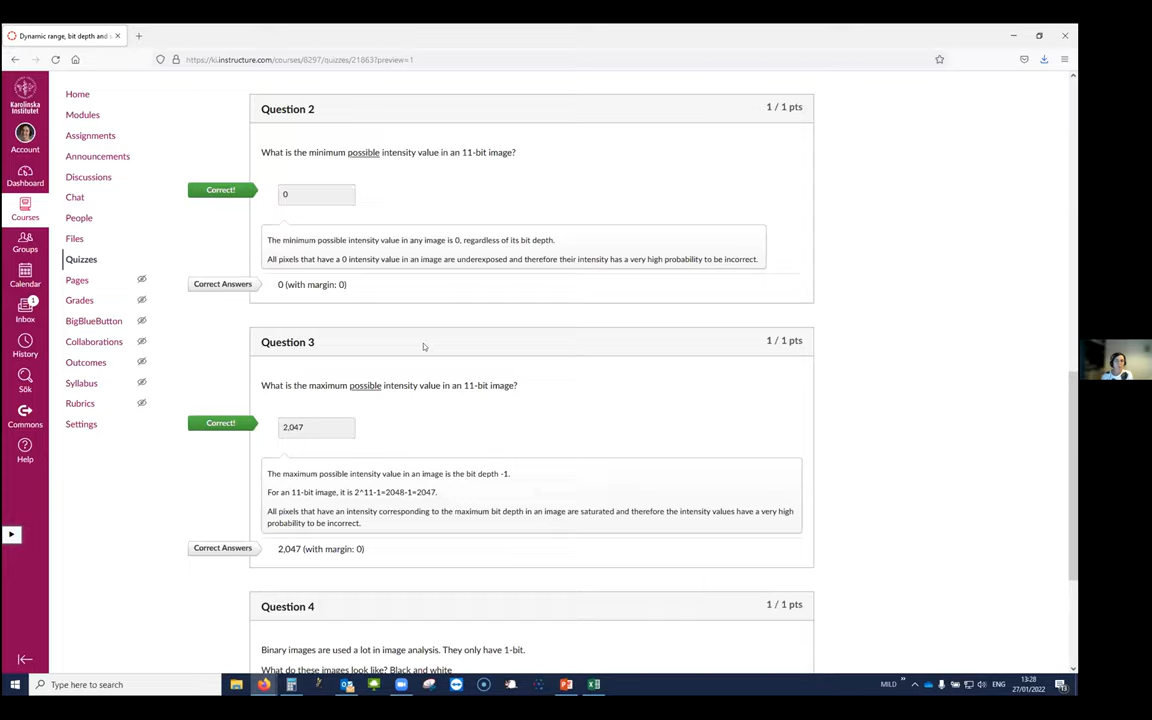 Dynamic range, bit depth and s
https://ki.instructure.com/courses/8297/quizzes/21863?preview=1
Karolinska
Institutet
Account
Dashboard
Courses
Groups
Calendar
1
Inbox
History
Sök
Commons
Help
Home
Modules
Assignments
Announcements
Discussions
Chat
People
Files
Quizzes
Pages
Grades
BigBlueButton
Collaborations
Outcomes
Syllabus
Rubrics
Settings
Question 2
1 / 1 pts
What is the minimum possible intensity value in an 11-bit image?
Correct!
0
The minimum possible intensity value in any image is 0, regardless of its bit depth.
All pixels that have a 0 intensity value in an image are underexposed and therefore their intensity has a very high probability to be incorrect.
Correct Answers
0 (with margin: 0)
Question 3
1 / 1 pts
What is the maximum possible intensity value in an 11-bit image?
Correct!
2,047
The maximum possible intensity value in an image is the bit depth -1.
For an 11-bit image, it is 2^11-1=2048-1=2047.
All pixels that have an intensity corresponding to the maximum bit depth in an image are saturated and therefore the intensity values have a very high
probability to be incorrect.
Correct Answers
2,047 (with margin: 0)
Question 4
1 / 1 pts
Binary images are used a lot in image analysis. They only have 1-bit.
What do these images look like? Black and white
Type here to search
MILD
ENG
13:28
27/01/2022